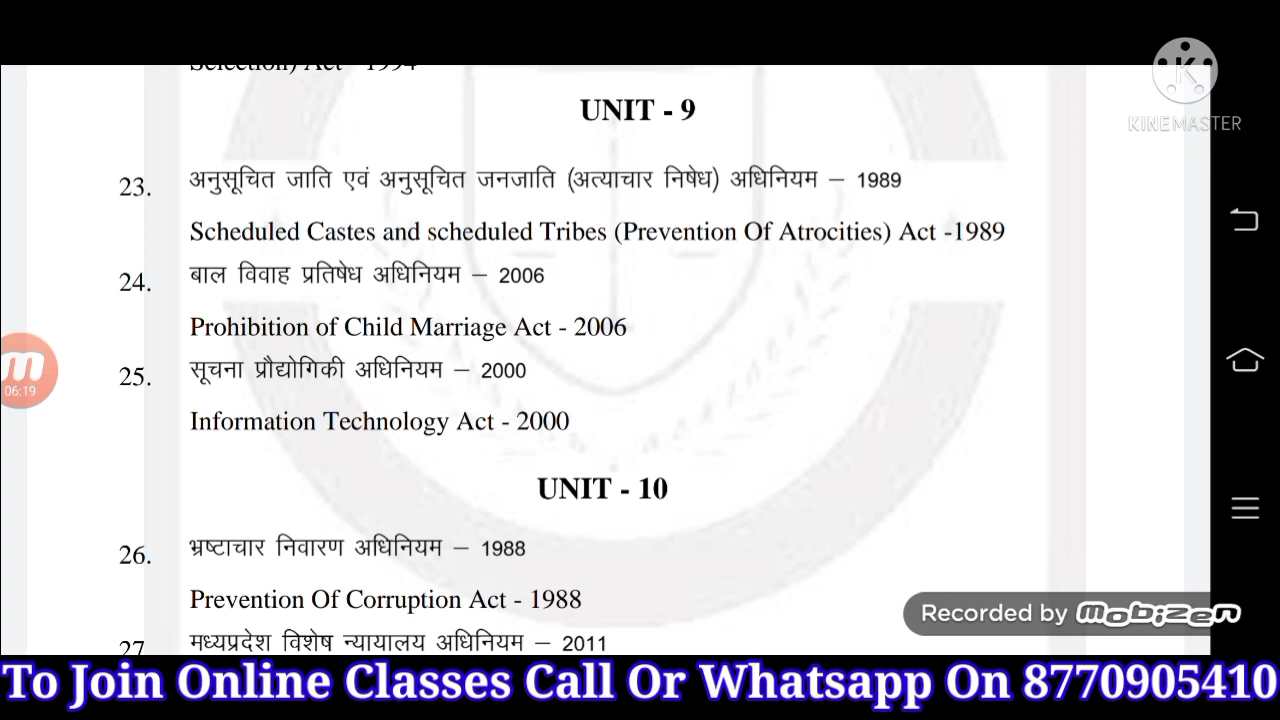 Selection) Act - 1994
UNIT - 9
23. अनुसूचित जाति एवं अनुसूचित जनजाति (अत्याचार निषेध) अधिनियम – 1989
Scheduled Castes and scheduled Tribes (Prevention Of Atrocities) Act -1989
24. बाल विवाह प्रतिषेध अधिनियम – 2006
Prohibition of Child Marriage Act - 2006
25. सूचना प्रौद्योगिकी अधिनियम – 2000
Information Technology Act - 2000
UNIT - 10
26. भ्रष्टाचार निवारण अधिनियम – 1988
Prevention Of Corruption Act - 1988
27. मध्यप्रदेश विशेष न्यायालय अधिनियम – 2011
K
KINEMASTER
m
06:19
Recorded by mobizen
To Join Online Classes Call Or Whatsapp On 8770905410